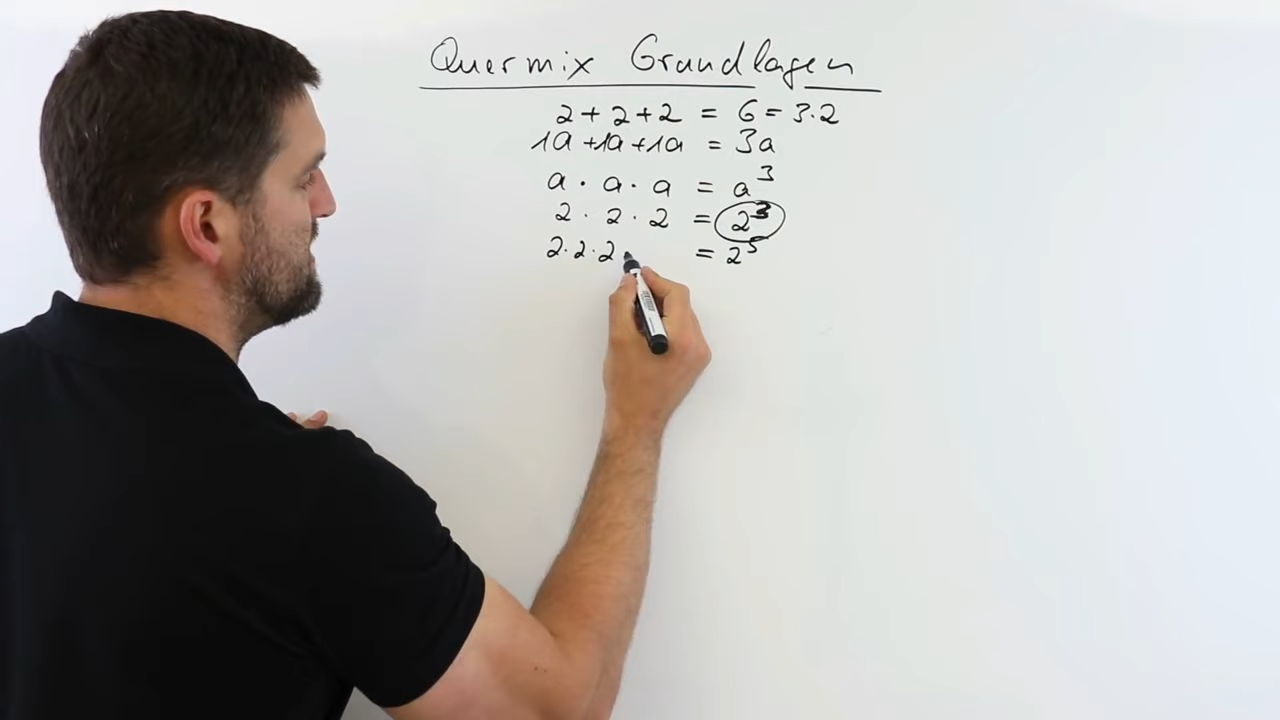 Quermix Grundlagen
2 + 2 + 2 = 6 = 3·2
1a + 1a + 1a = 3a
a · a · a = a³
2 · 2 · 2 = 2³
2·2·2 = 2⁵